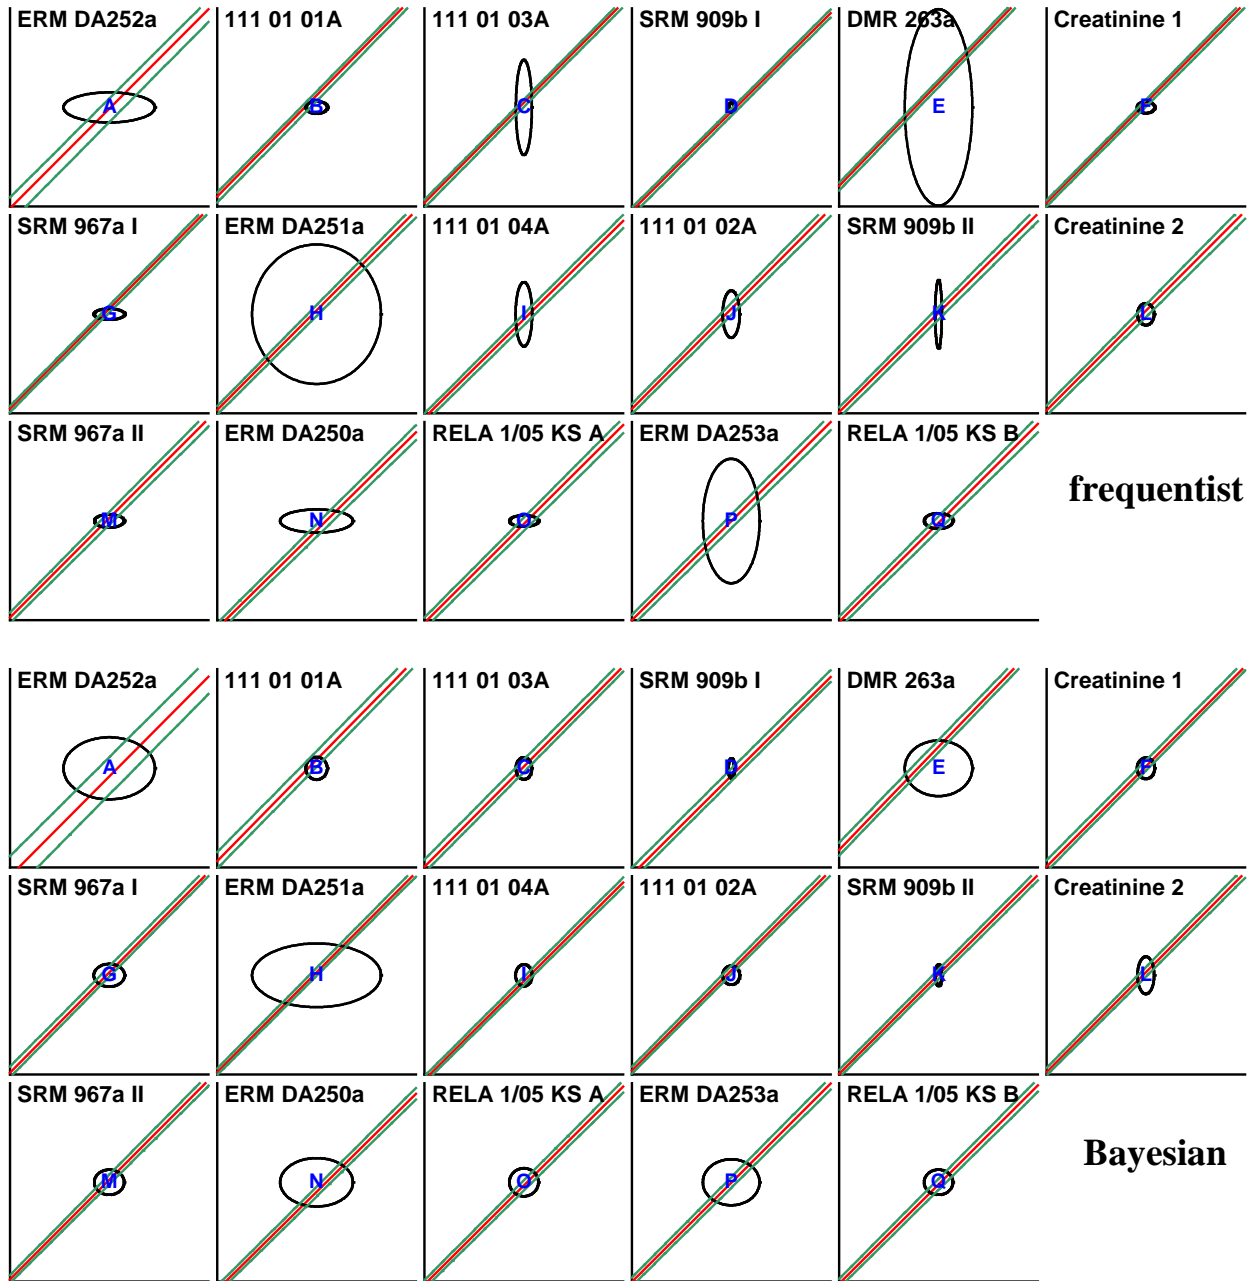 ERM DA252a 111 01 01A 111 01 03A SRM 909b I DMR 263a Creatinine 1
A B C D E F
SRM 967a I ERM DA251a 111 01 04A 111 01 02A SRM 909b II Creatinine 2
G H I J K L
SRM 967a II ERM DA250a RELA 1/05 KS A ERM DA253a RELA 1/05 KS B
frequentist
M N O P Q
ERM DA252a 111 01 01A 111 01 03A SRM 909b I DMR 263a Creatinine 1
A B C D E F
SRM 967a I ERM DA251a 111 01 04A 111 01 02A SRM 909b II Creatinine 2
G H I J K L
SRM 967a II ERM DA250a RELA 1/05 KS A ERM DA253a RELA 1/05 KS B
Bayesian
M N O P Q